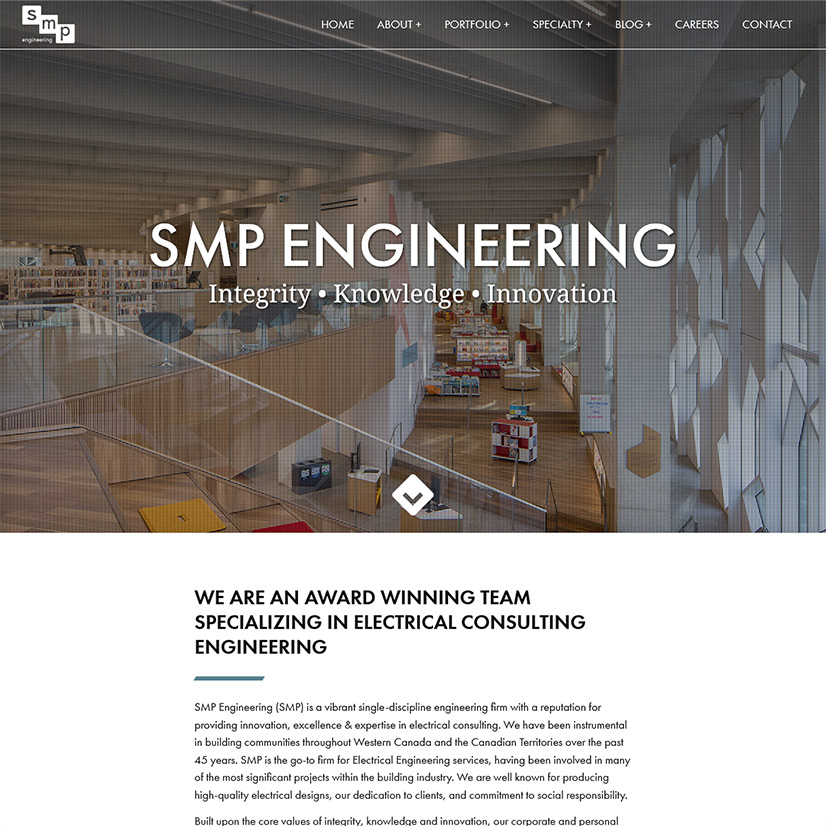 smp
engineering
HOME ABOUT + PORTFOLIO + SPECIALTY + BLOG + CAREERS CONTACT
SMP ENGINEERING
Integrity • Knowledge • Innovation
WE ARE AN AWARD WINNING TEAM
SPECIALIZING IN ELECTRICAL CONSULTING
ENGINEERING
SMP Engineering (SMP) is a vibrant single-discipline engineering firm with a reputation for
providing innovation, excellence & expertise in electrical consulting. We have been instrumental
in building communities throughout Western Canada and the Canadian Territories over the past
45 years. SMP is the go-to firm for Electrical Engineering services, having been involved in many
of the most significant projects within the building industry. We are well known for producing
high-quality electrical designs, our dedication to clients, and commitment to social responsibility.
Built upon the core values of integrity, knowledge and innovation, our corporate and personal